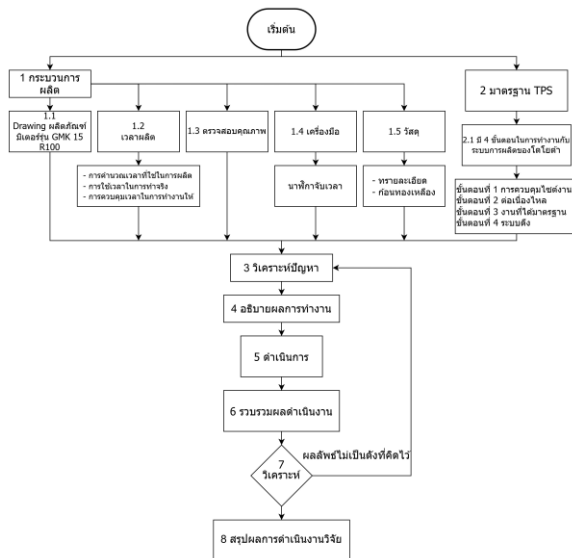 เริ่มต้น
1 กระบวนการ
ผลิต
2 มาตรฐาน TPS
1.1
Drawing ผลิตภัณฑ์
มิเตอร์รุ่น GMK 15
R100
1.2
เวลาผลิต
1.3 ตรวจสอบคุณภาพ
1.4 เครื่องมือ
1.5 วัสดุ
2.1 มี 4 ขั้นตอนในการทำงานกับ
ระบบการผลิตของโตโยต้า
- การคำนวณเวลาที่ใช้ในการผลิต
- การใช้เวลาในการทำจริง
- การควบคุมเวลาในการทำงานให้
นาฬิกาจับเวลา
- ทรายละเอียด
- ก้อนทองเหลือง
ขั้นตอนที่ 1 การควบคุมไซต์งาน
ขั้นตอนที่ 2 ต่อเนื่องไหล
ขั้นตอนที่ 3 งานที่ได้มาตรฐาน
ขั้นตอนที่ 4 ระบบดึง
3 วิเคราะห์ปัญหา
4 อธิบายผลการทำงาน
5 ดำเนินการ
6 รวบรวมผลดำเนินงาน
ผลลัพธ์ไม่เป็นดังที่คิดไว้
7
วิเคราะห์
8 สรุปผลการดำเนินงานวิจัย